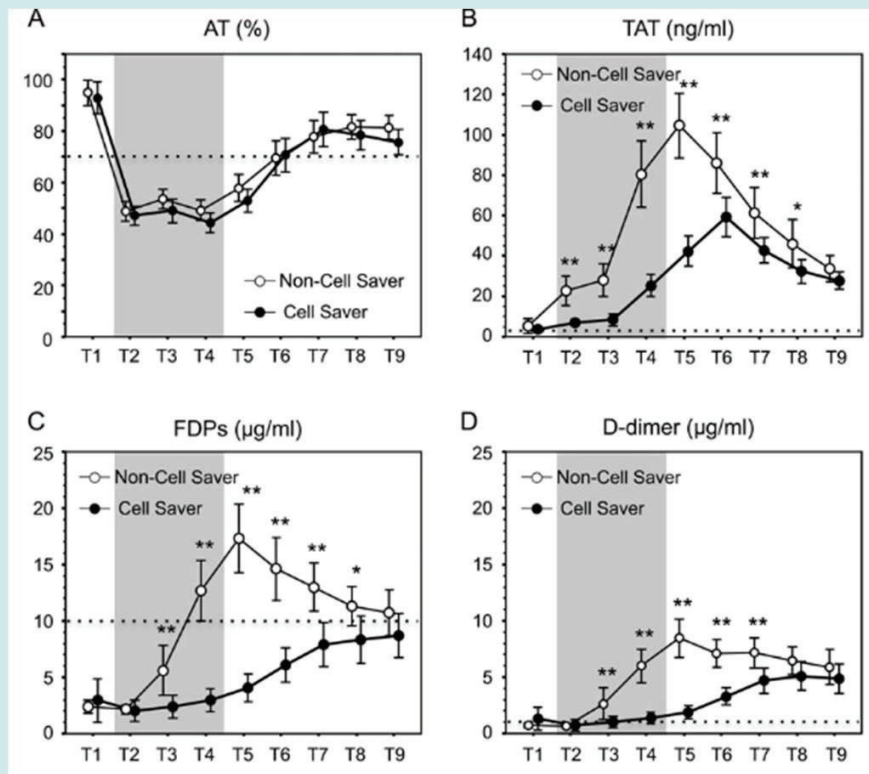 A
AT (%)
100
80
60
40
60
80
0
Non-Cell Saver
Cell Saver
T1 T2 T3 T4 T5 T6 T7 T8 T9
B
TAT (ng/ml)
140
120
100
80
60
40
20
0
Non-Cell Saver
Cell Saver
** ** ** ** ** ** *
T1 T2 T3 T4 T5 T6 T7 T8 T9
C
FDPs (µg/ml)
25
20
15
10
5
0
Non-Cell Saver
Cell Saver
** ** ** ** ** *
T1 T2 T3 T4 T5 T6 T7 T8 T9
D
D-dimer (µg/ml)
25
20
15
10
5
0
Non-Cell Saver
Cell Saver
** ** ** ** **
T1 T2 T3 T4 T5 T6 T7 T8 T9